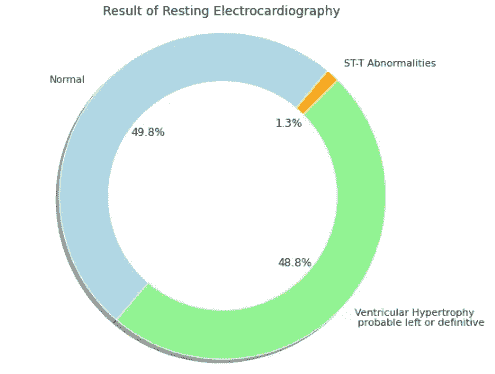 Result of Resting Electrocardiography
ST-T Abnormalities
Normal
1.3%
49.8%
48.8%
Ventricular Hypertrophy
probable left or definitive